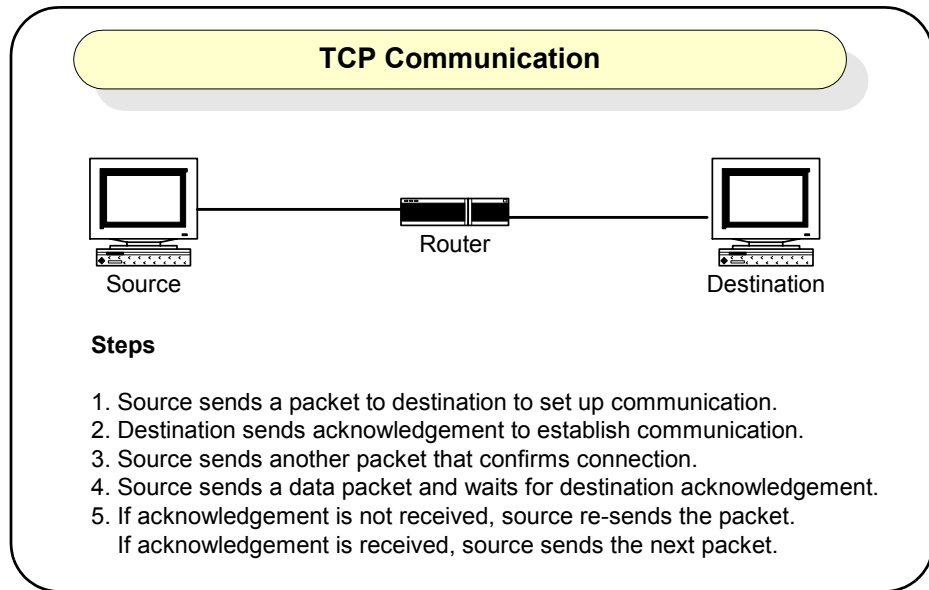 TCP Communication
Router
Source
Destination
Steps
1. Source sends a packet to destination to set up communication.
2. Destination sends acknowledgement to establish communication.
3. Source sends another packet that confirms connection.
4. Source sends a data packet and waits for destination acknowledgement.
5. If acknowledgement is not received, source re-sends the packet.
If acknowledgement is received, source sends the next packet.